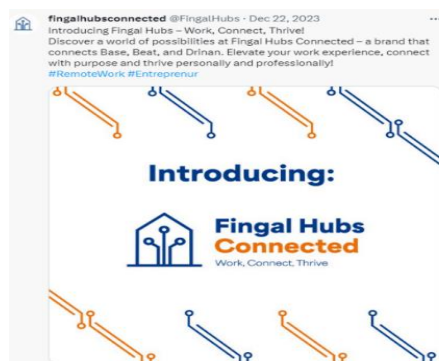 fingalhubsconnected @FingalHubs · Dec 22, 2023 ...
Introducing Fingal Hubs – Work, Connect, Thrive!
Discover a world of possibilities at Fingal Hubs Connected – a brand that
connects Base, Beat, and Drinan. Elevate your work experience, connect
with purpose and thrive personally and professionally!
#RemoteWork #Entreprenur
Introducing:
Fingal Hubs
Connected
Work, Connect, Thrive